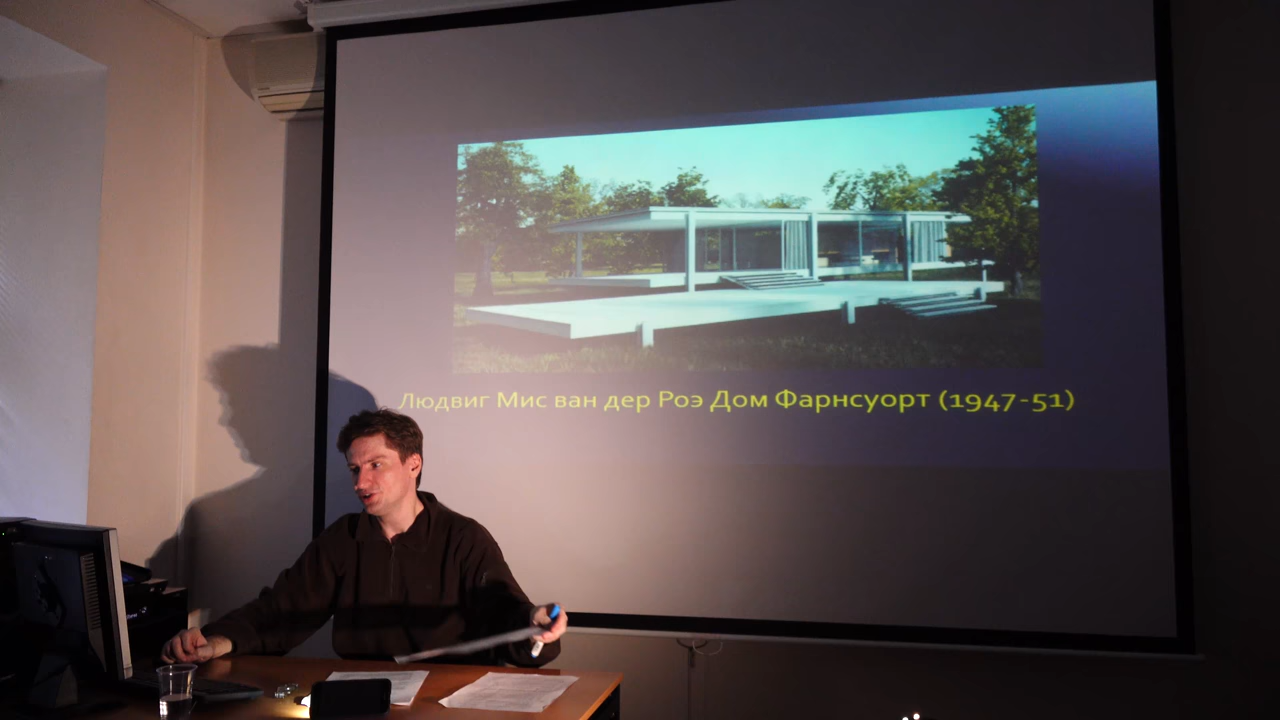 Людвиг Мис ван дер Роэ Дом Фарнсуорт (1947-51)